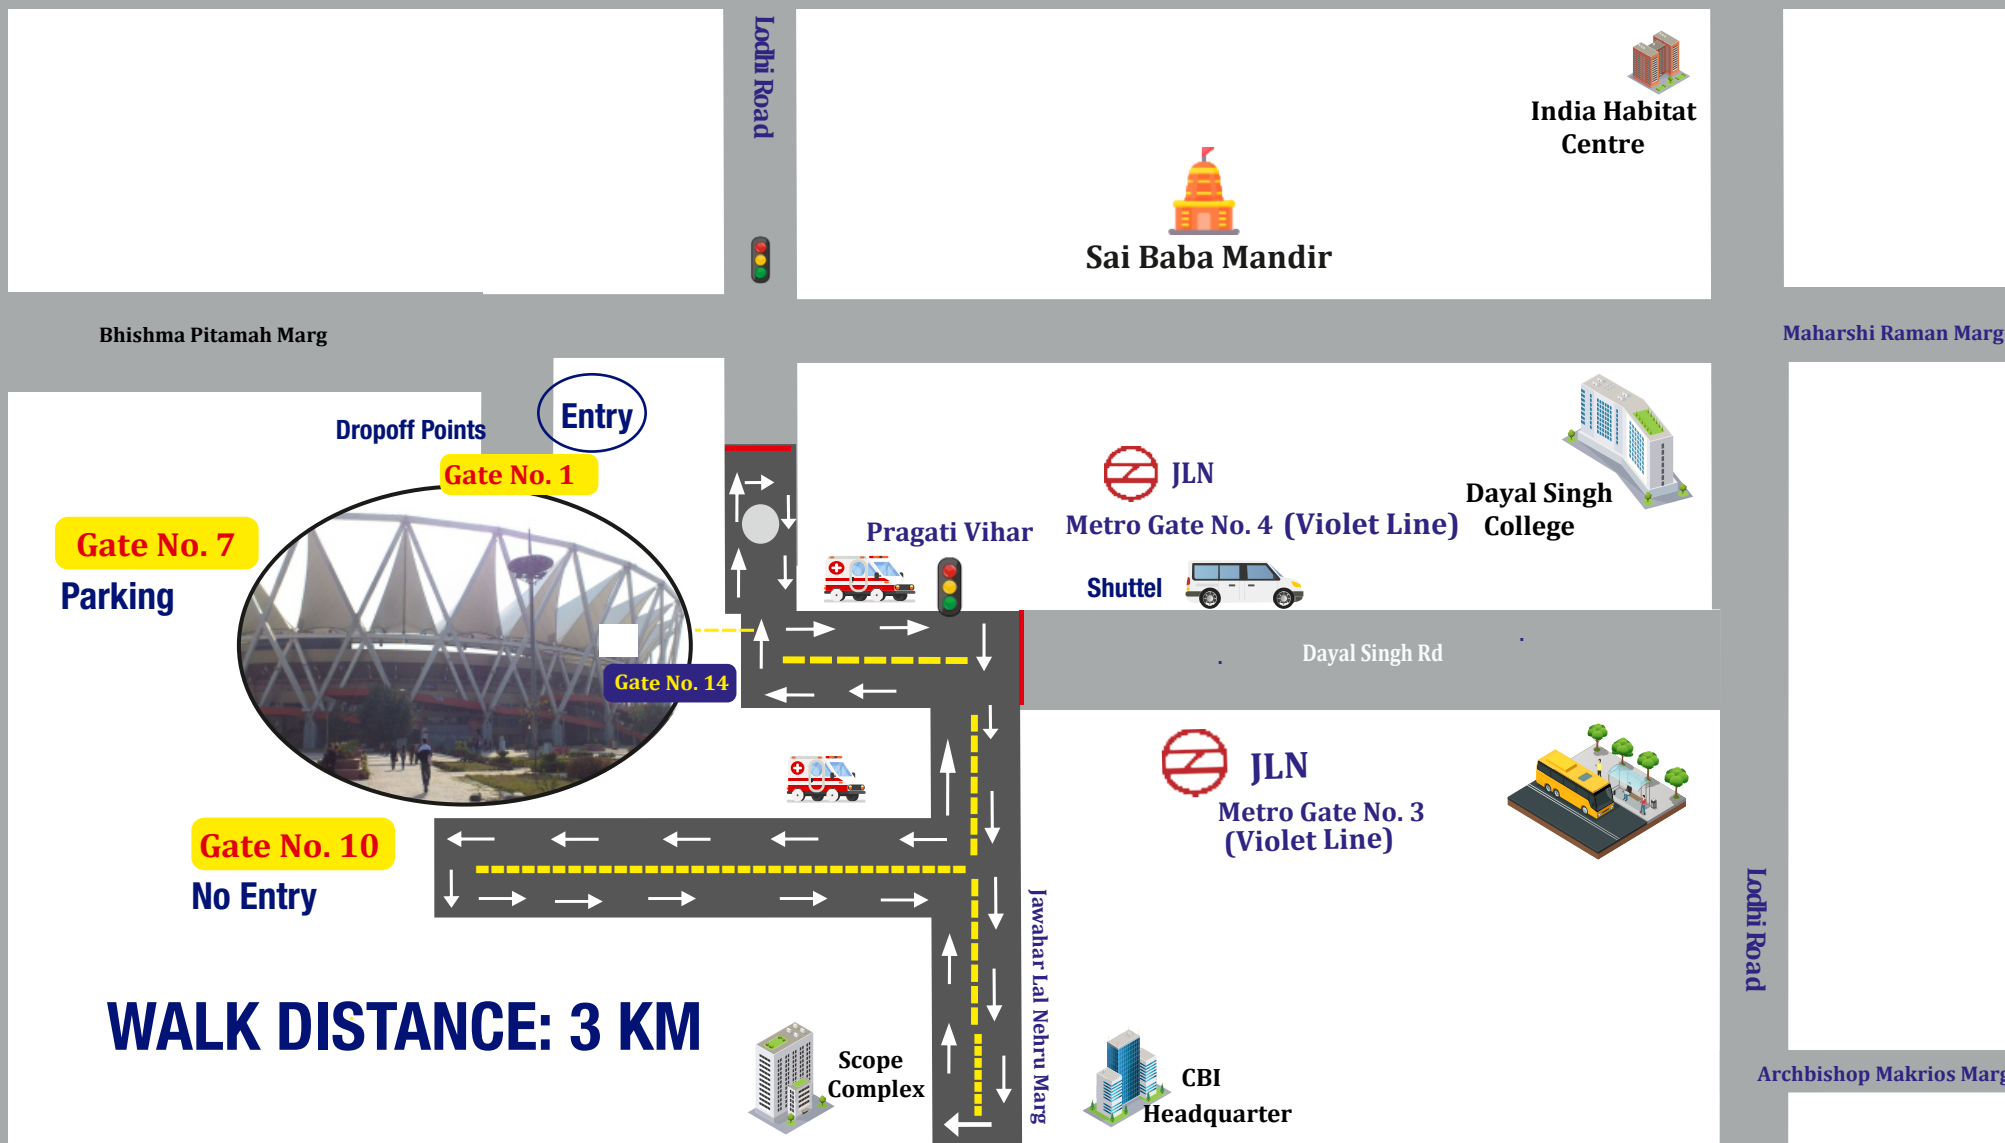 Lodhi Road
India Habitat
Centre
Sai Baba Mandir
Bhishma Pitamah Marg
Maharshi Raman Marg
Entry
Dropoff Points
Gate No. 1
JLN
Metro Gate No. 4 (Violet Line)
Dayal Singh
College
Pragati Vihar
Gate No. 7
Parking
Shuttel
Dayal Singh Rd
Gate No. 14
JLN
Metro Gate No. 3
(Violet Line)
Gate No. 10
No Entry
Jawahar Lal Nehru Marg
Lodhi Road
WALK DISTANCE: 3 KM
Scope
Complex
CBI
Headquarter
Archbishop Makrios Marg